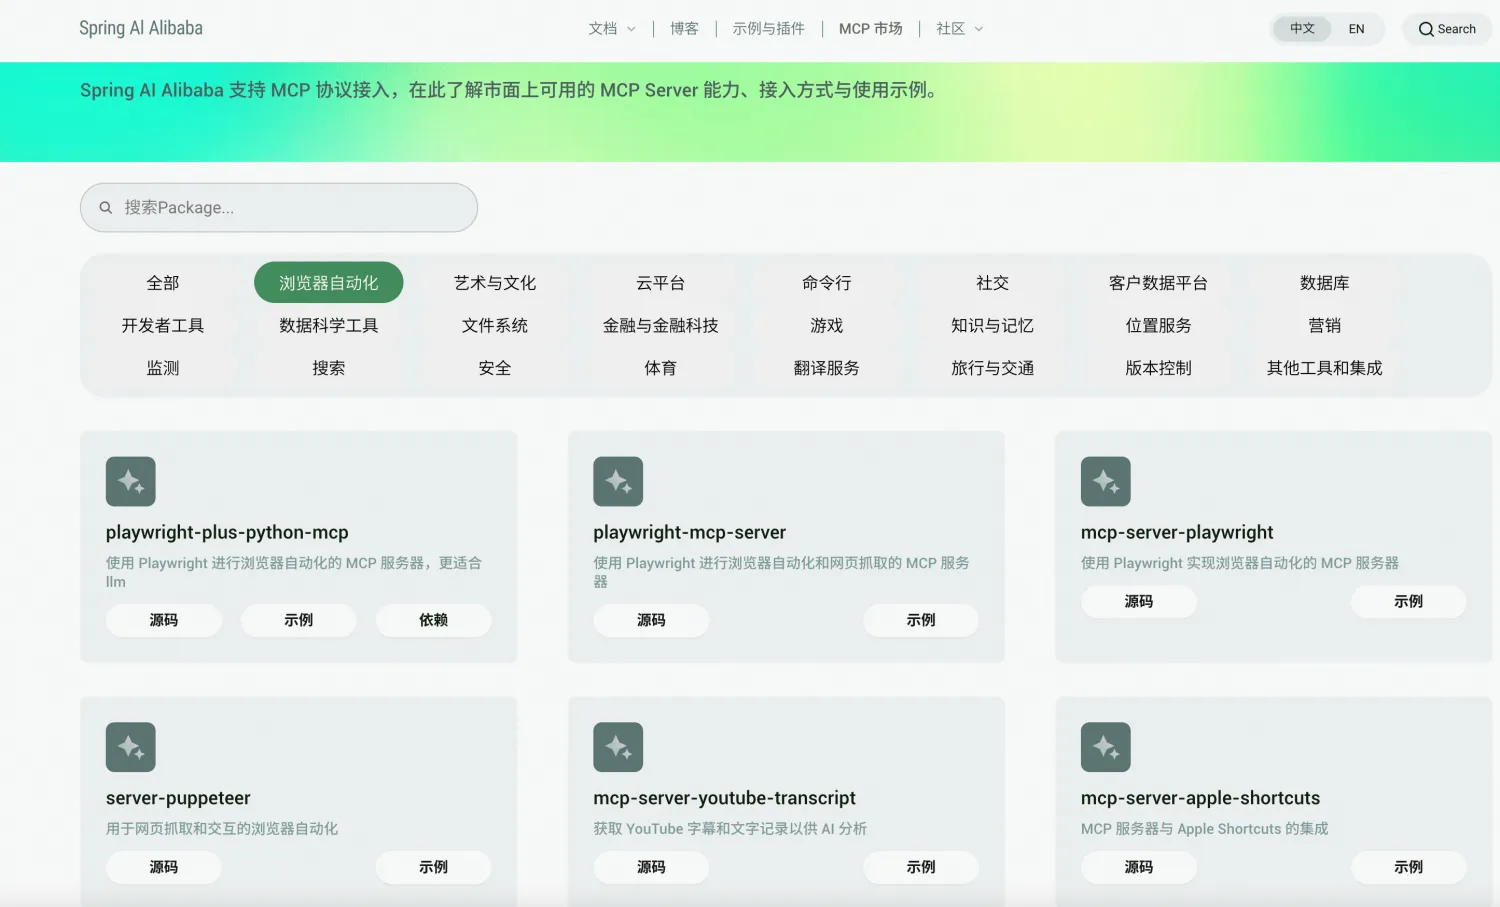 Spring AI Alibaba
文档
博客
示例与插件
MCP 市场
社区
中文
EN
Search
Spring AI Alibaba 支持 MCP 协议接入，在此了解市面上可用的 MCP Server 能力、接入方式与使用示例。
搜索Package...
全部 浏览器自动化 艺术与文化 云平台 命令行 社交 客户数据平台 数据库
开发者工具 数据科学工具 文件系统 金融与金融科技 游戏 知识与记忆 位置服务 营销
监测 搜索 安全 体育 翻译服务 旅行与交通 版本控制 其他工具和集成
playwright-plus-python-mcp
使用 Playwright 进行浏览器自动化的 MCP 服务器，更适合
llm
源码 示例 依赖
playwright-mcp-server
使用 Playwright 进行浏览器自动化和网页抓取的 MCP 服务
器
源码 示例
mcp-server-playwright
使用 Playwright 实现浏览器自动化的 MCP 服务器
源码 示例
server-puppeteer
用于网页抓取和交互的浏览器自动化
源码 示例
mcp-server-youtube-transcript
获取 YouTube 字幕和文字记录以供 AI 分析
源码 示例
mcp-server-apple-shortcuts
MCP 服务器与 Apple Shortcuts 的集成
源码 示例